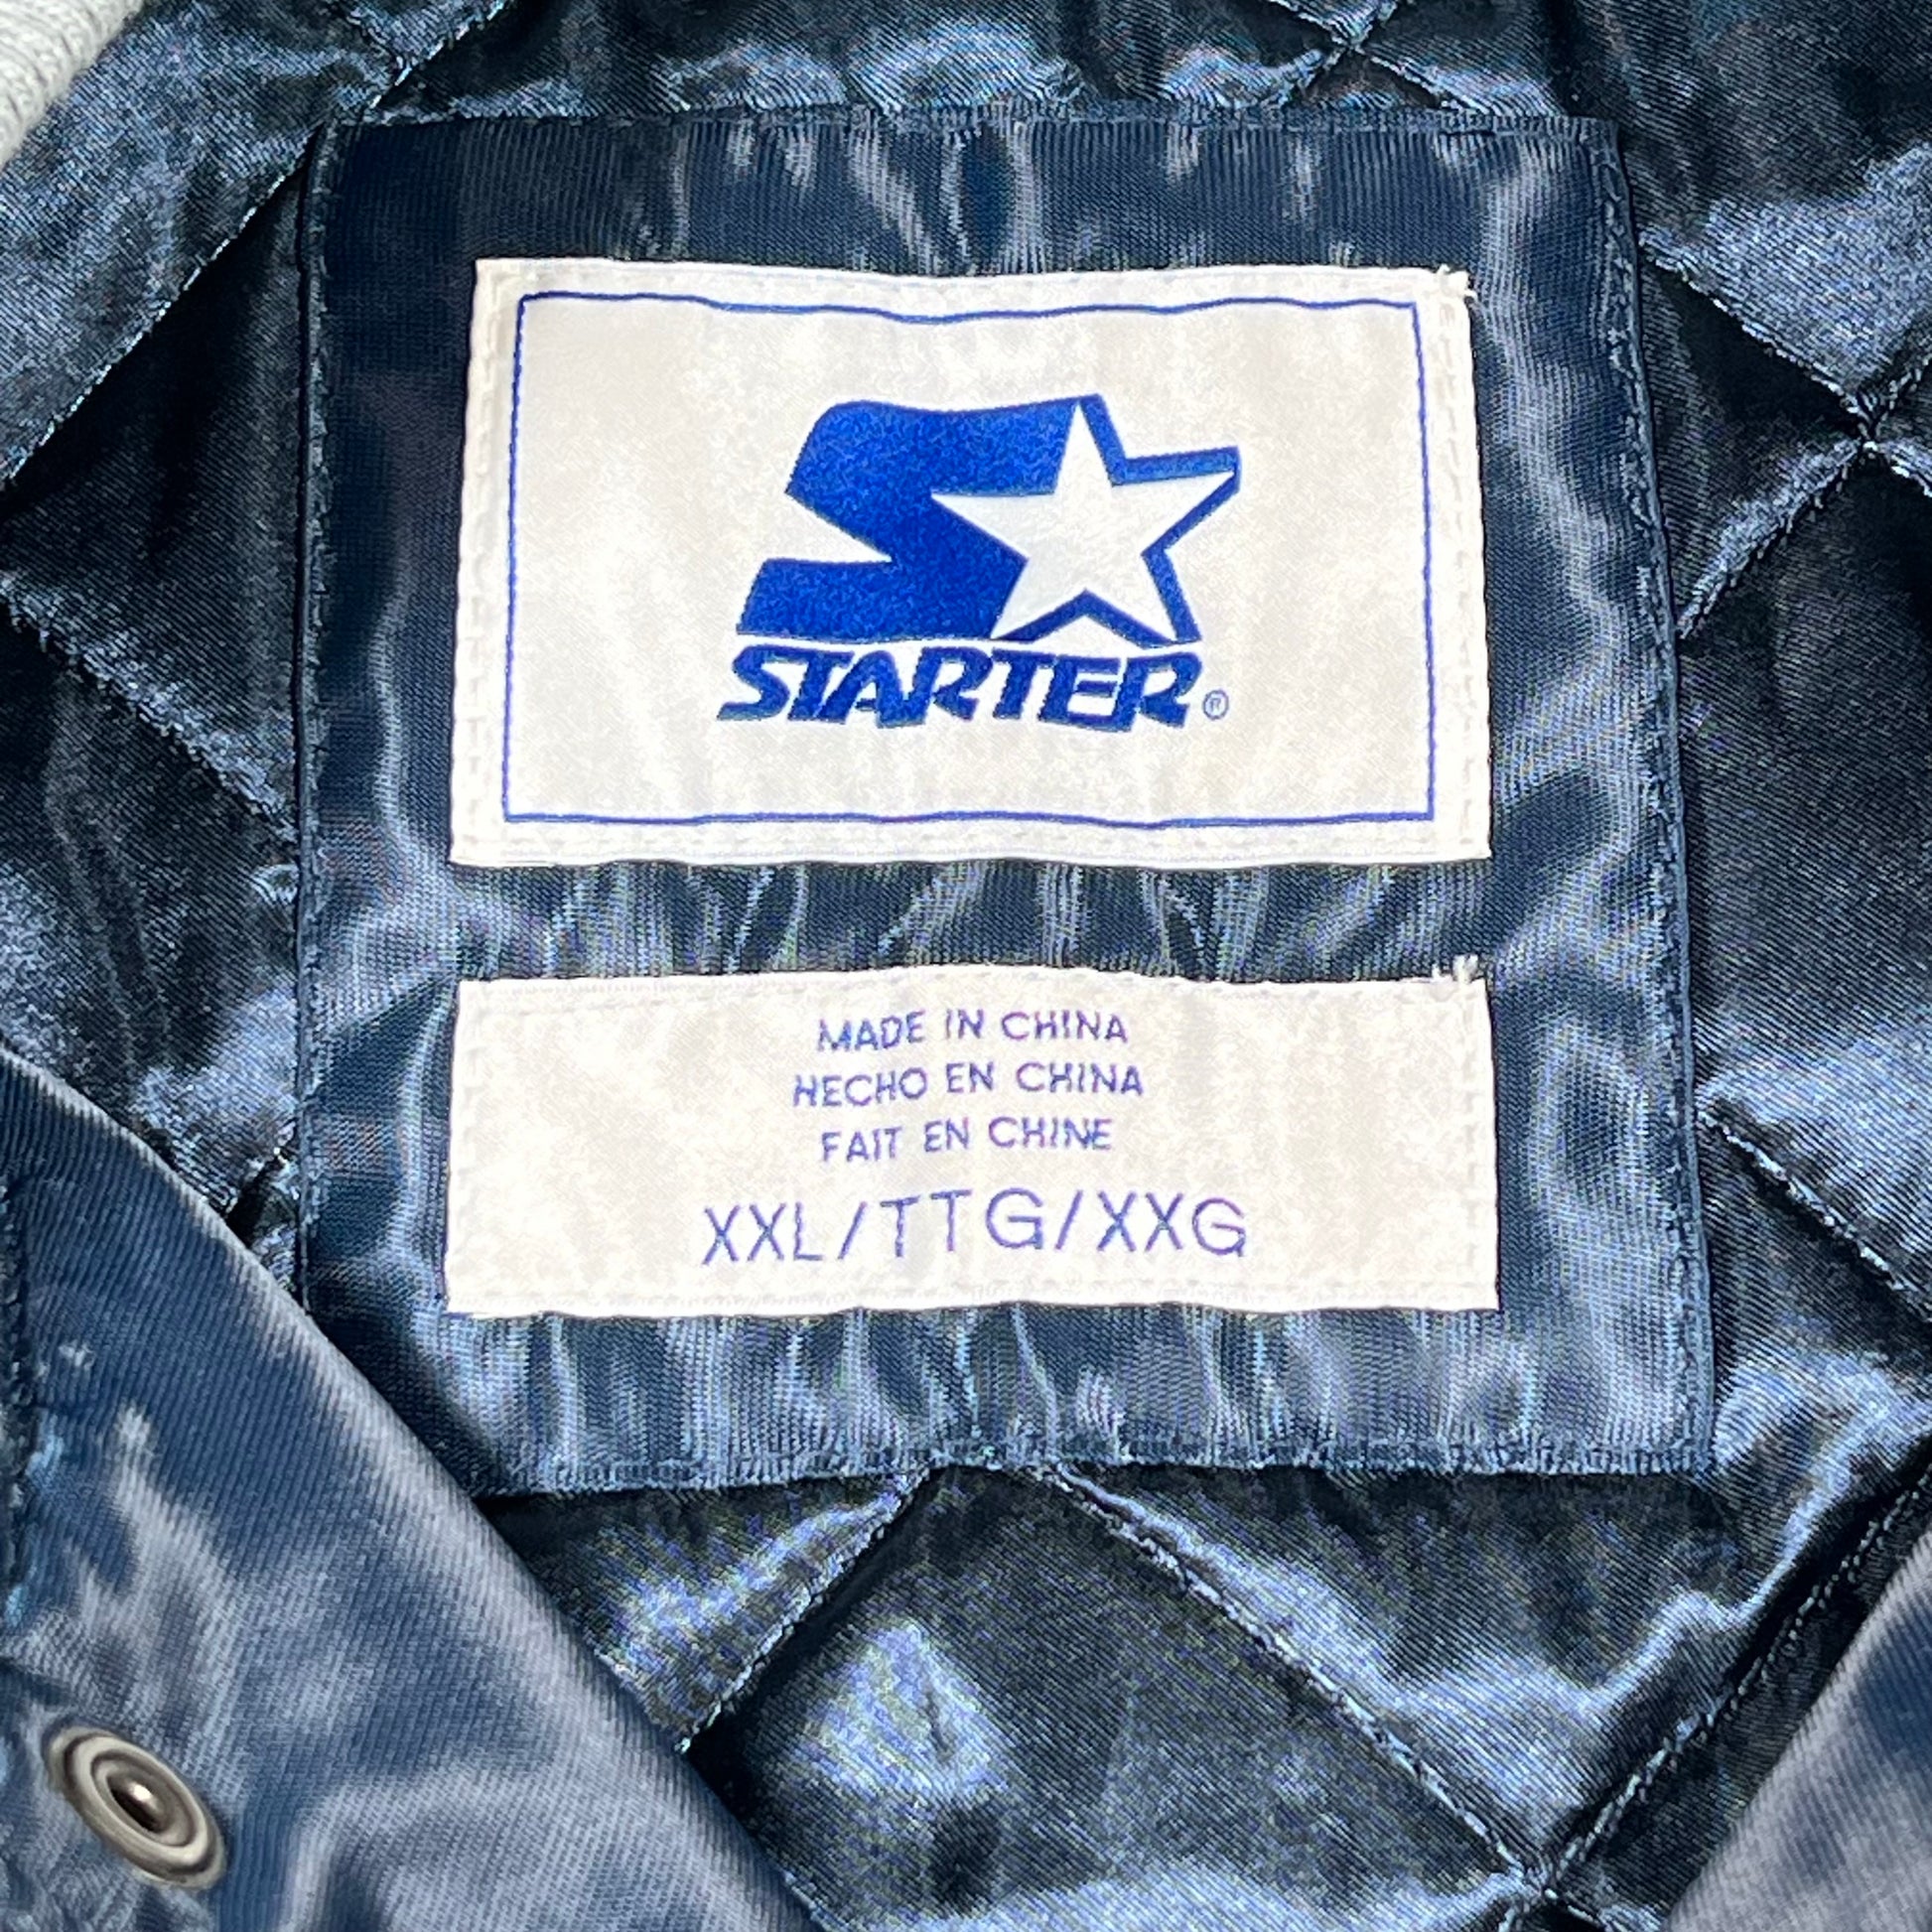 STARTER®
MADE IN CHINA
HECHO EN CHINA
FAIT EN CHINE
XXL/TTG/XXG